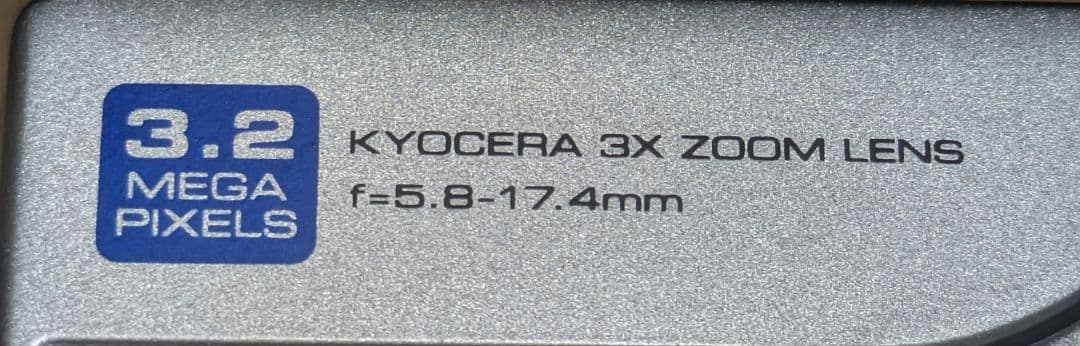 3.2
MEGA
PIXELS
KYOCERA 3X ZOOM LENS
f=5.8-17.4mm